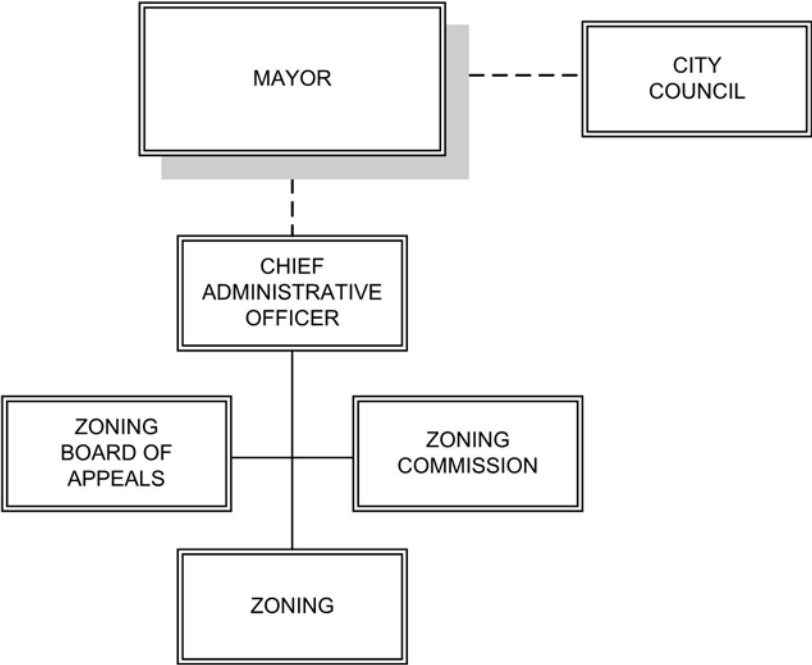 MAYOR
CITY
COUNCIL
CHIEF
ADMINISTRATIVE
OFFICER
ZONING
BOARD OF
APPEALS
ZONING
COMMISSION
ZONING